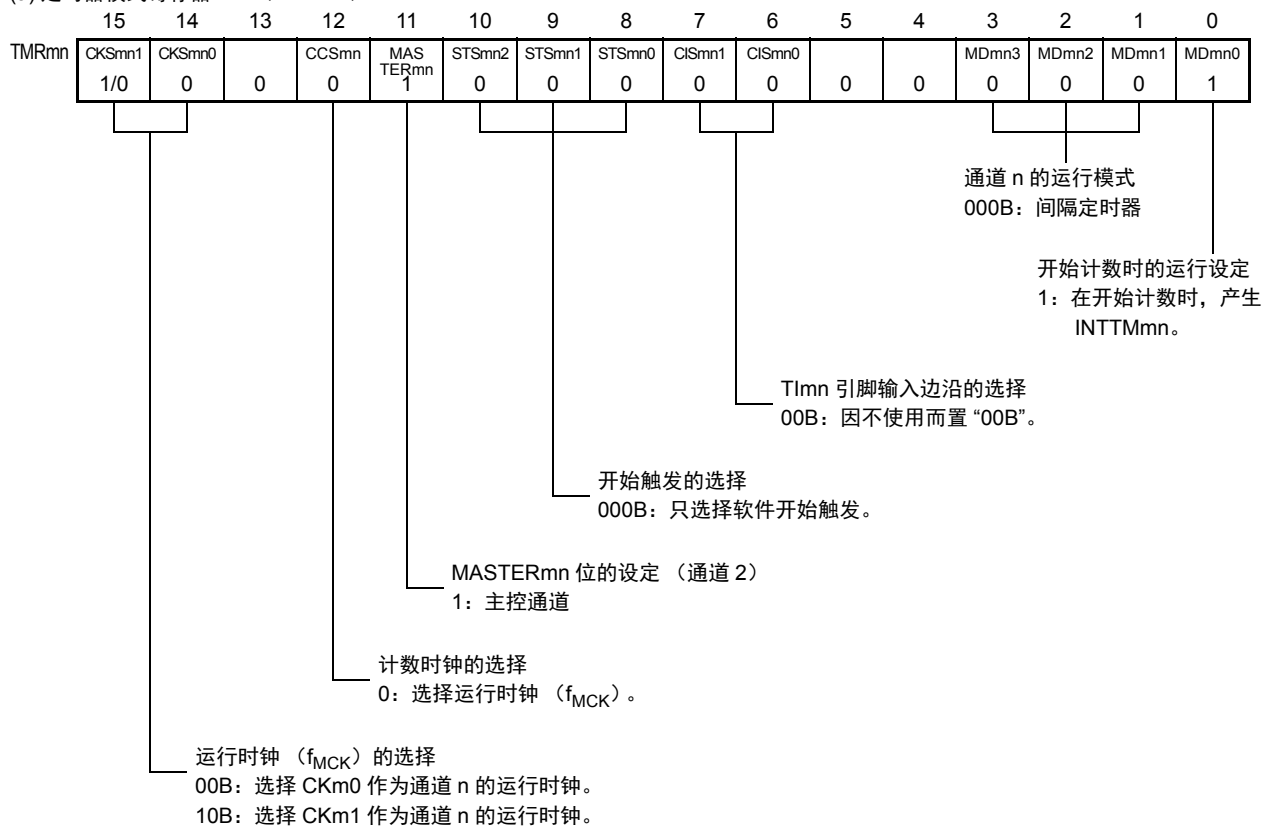 15 14 13 12 11 10 9 8 7 6 5 4 3 2 1 0
TMRmn CKSmn1 CKSmn0 CCSmn MAS TERmn STSmn2 STSmn1 STSmn0 CISmn1 CISmn0 MDmn3 MDmn2 MDmn1 MDmn0
1/0 0 0 0 1 0 0 0 0 0 0 0 0 0 0 1
通道 n 的运行模式
000B：间隔定时器
开始计数时的运行设定
1：在开始计数时，产生
INTTMmn。
TImn 引脚输入边沿的选择
00B：因不使用而置 “00B”。
开始触发的选择
000B：只选择软件开始触发。
MASTERmn 位的设定 （通道 2）
1：主控通道
计数时钟的选择
0：选择运行时钟 （fMCK）。
运行时钟 （fMCK）的选择
00B：选择 CKm0 作为通道 n 的运行时钟。
10B：选择 CKm1 作为通道 n 的运行时钟。